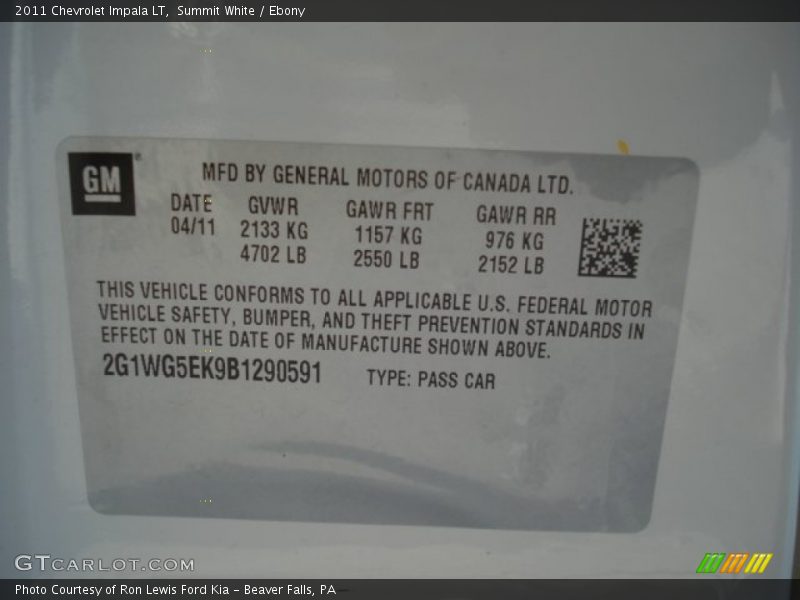 2011 Chevrolet Impala LT, Summit White / Ebony
GM
MFD BY GENERAL MOTORS OF CANADA LTD.
DATE GVWR GAWR FRT GAWR RR
04/11 2133 KG 1157 KG 976 KG
4702 LB 2550 LB 2152 LB
THIS VEHICLE CONFORMS TO ALL APPLICABLE U.S. FEDERAL MOTOR
VEHICLE SAFETY, BUMPER, AND THEFT PREVENTION STANDARDS IN
EFFECT ON THE DATE OF MANUFACTURE SHOWN ABOVE.
2G1WG5EK9B1290591 TYPE: PASS CAR
GTCARLOT.COM
Photo Courtesy of Ron Lewis Ford Kia - Beaver Falls, PA